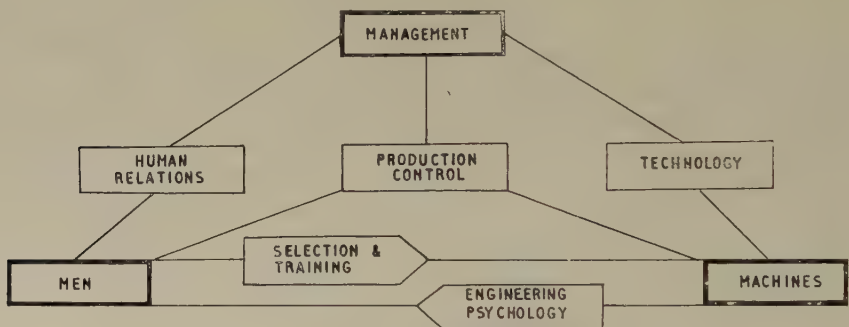 MANAGEMENT
HUMAN
RELATIONS
PRODUCTION
CONTROL
TECHNOLOGY
SELECTION &
TRAINING
MEN
MACHINES
ENGINEERING
PSYCHOLOGY